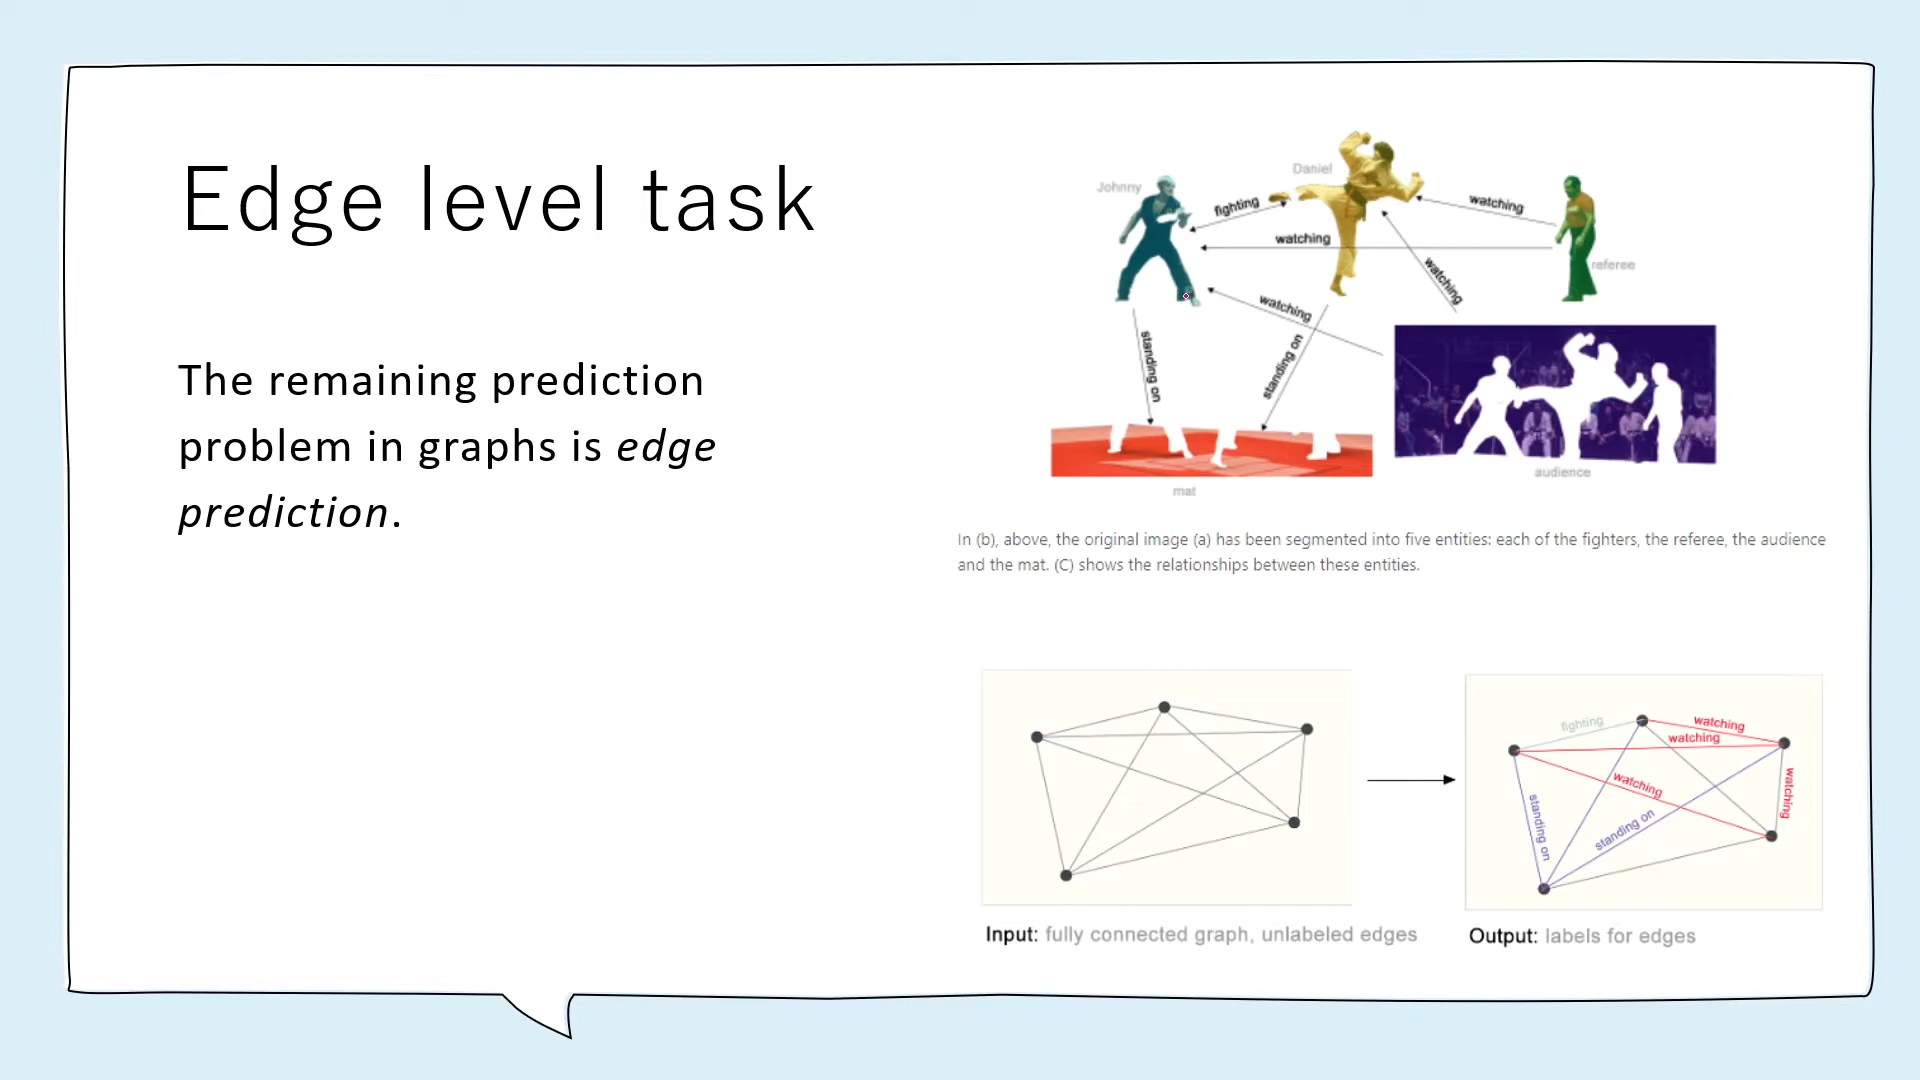 Edge level task
The remaining prediction
problem in graphs is edge
prediction.
Johnny
Daniel
fighting
watching
watching
referee
watching
watching
standing on
standing on
audience
mat
In (b), above, the original image (a) has been segmented into five entities: each of the fighters, the referee, the audience
and the mat. (C) shows the relationships between these entities.
fighting
watching
watching
watching
watching
standing on
standing on
Input: fully connected graph, unlabeled edges
Output: labels for edges